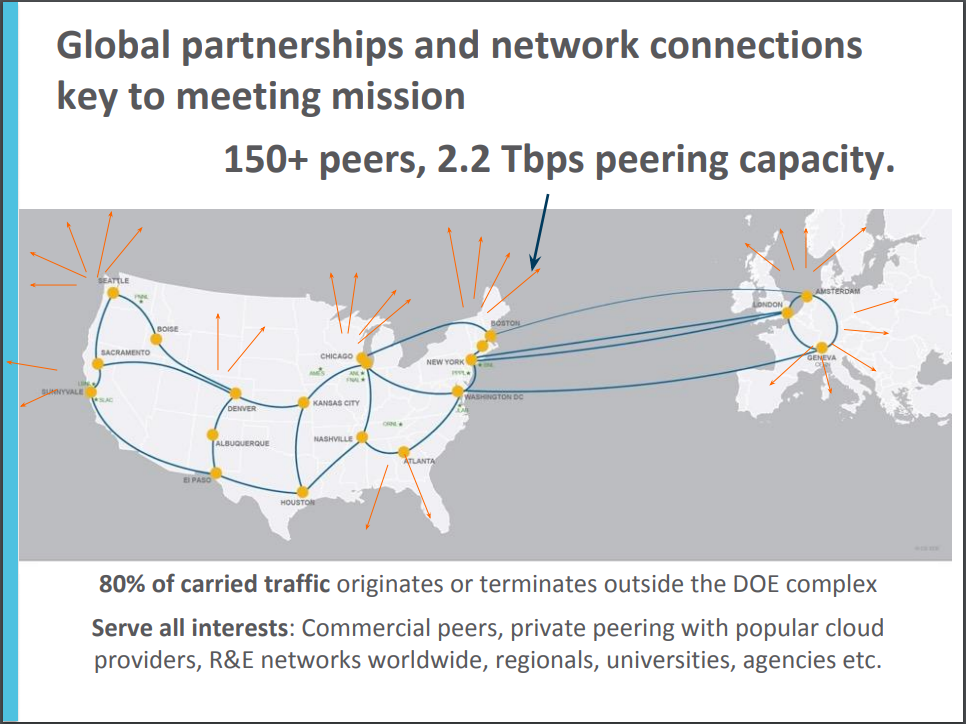 Global partnerships and network connections
key to meeting mission
150+ peers, 2.2 Tbps peering capacity.
SEATTLE
PNNL
BOISE
SACRAMENTO
SUNNYVALE
SLAC
DENVER
ALBUQUERQUE
El PASO
HOUSTON
KANSAS CITY
NASHVILLE
ATLANTA
CHICAGO
AMES
ANL
FNAL
ORNL
BOSTON
NEW YORK
BNL
PPPL
WASHINGTON DC
JLAB
LONDON
AMSTERDAM
GENEVA
80% of carried traffic originates or terminates outside the DOE complex
Serve all interests: Commercial peers, private peering with popular cloud
providers, R&E networks worldwide, regionals, universities, agencies etc.